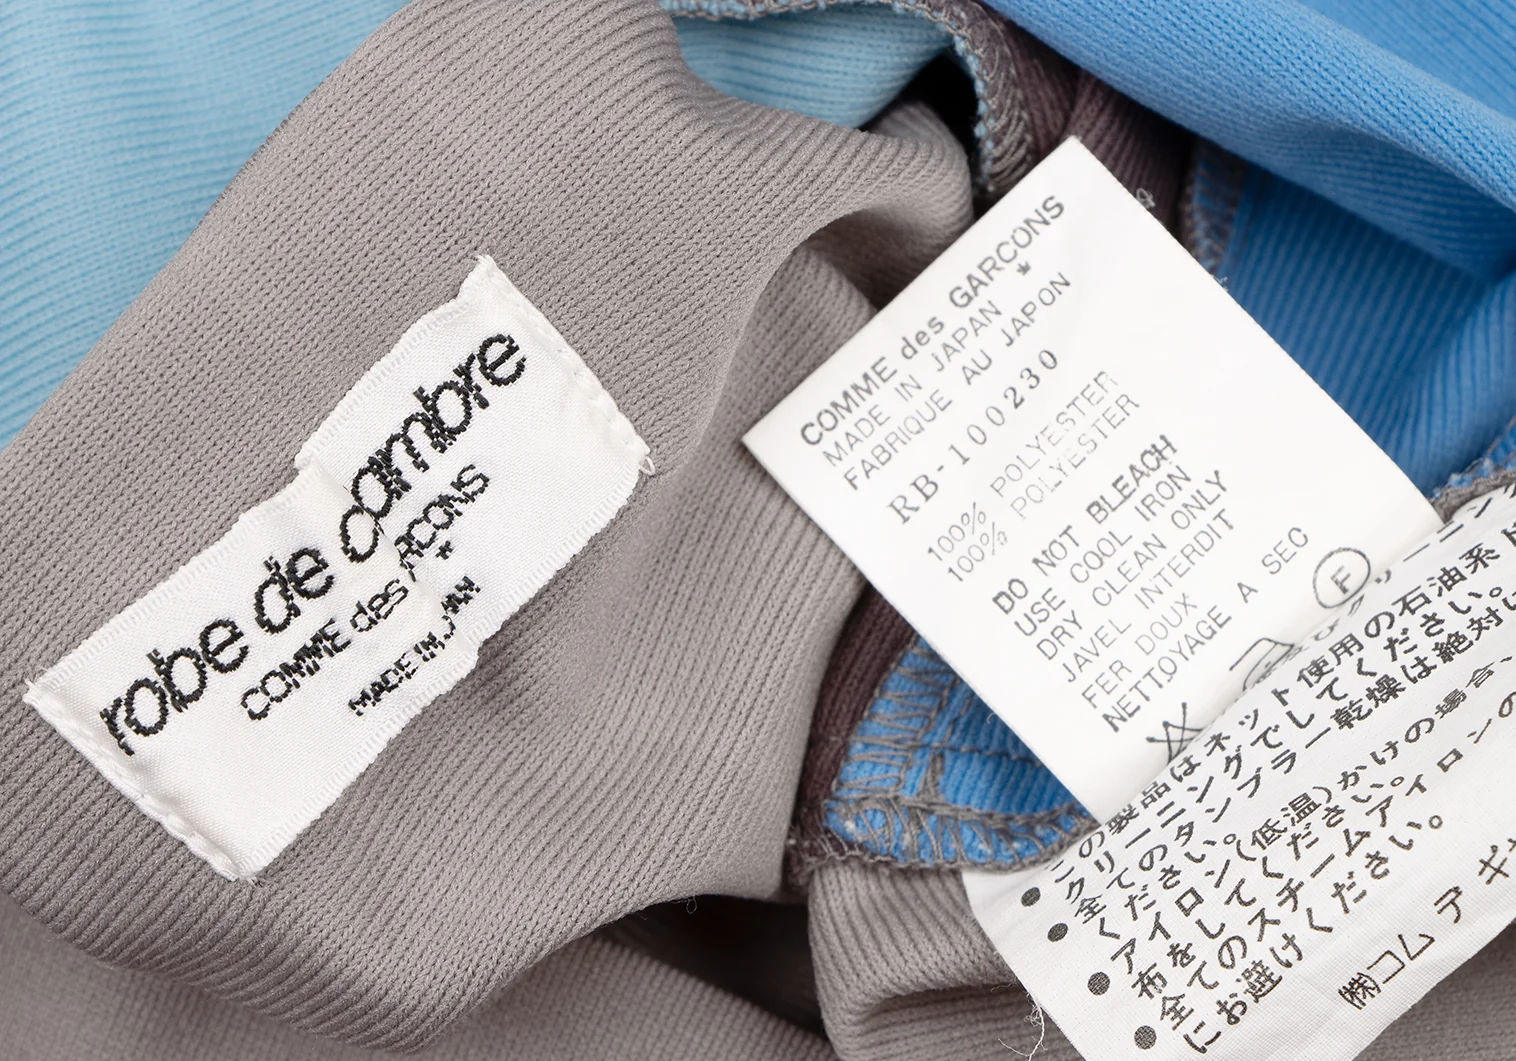 robe de chambre
COMME des GARCONS
MADE IN JAPAN
COMME des GARCONS
MADE IN JAPAN
FABRIQUE AU JAPON
RB-100230
100% POLYESTER
100% POLYESTER
DO NOT BLEACH
USE COOL IRON
DRY CLEAN ONLY
JAVEL INTERDIT
FER DOUX
NETTOYAGE A SEC
F
●この製品はネット使用の石油系ド
クリーニングでしてください。
●全てのタンブラー乾燥は絶対に
ください。
●アイロン(低温)かけの場合、
布をしてください。
●全てのスチームアイロンの
にお避けください。
㈱コム デ ギャ